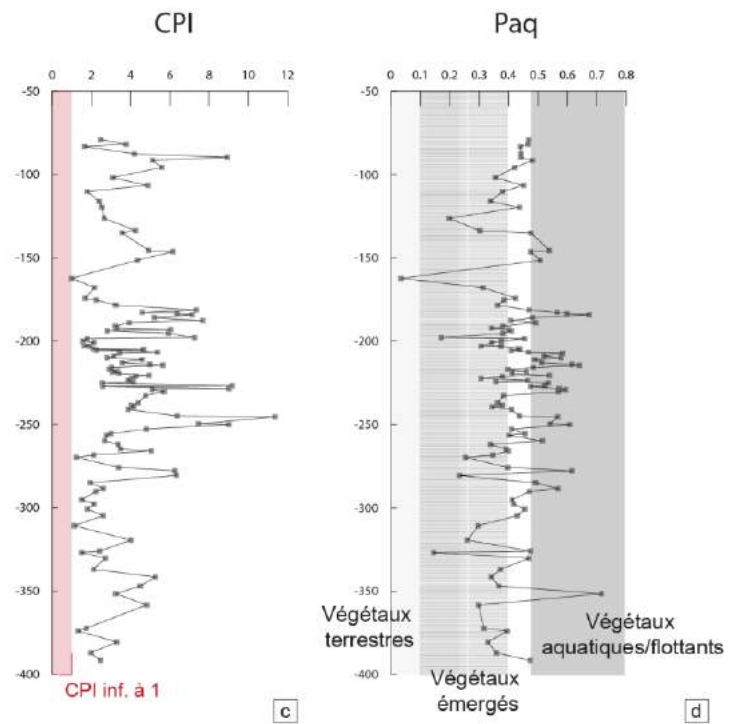 CPI
0 2 4 6 8 10 12
-50
-100
-150
-200
-250
-300
-350
-400
CPI inf. à 1
c
Paq
0 0.1 0.2 0.3 0.4 0.5 0.6 0.7 0.8
-50
-100
-150
-200
-250
-300
-350
-400
Végétaux
terrestres
Végétaux
émergés
Végétaux
aquatiques/flottants
d